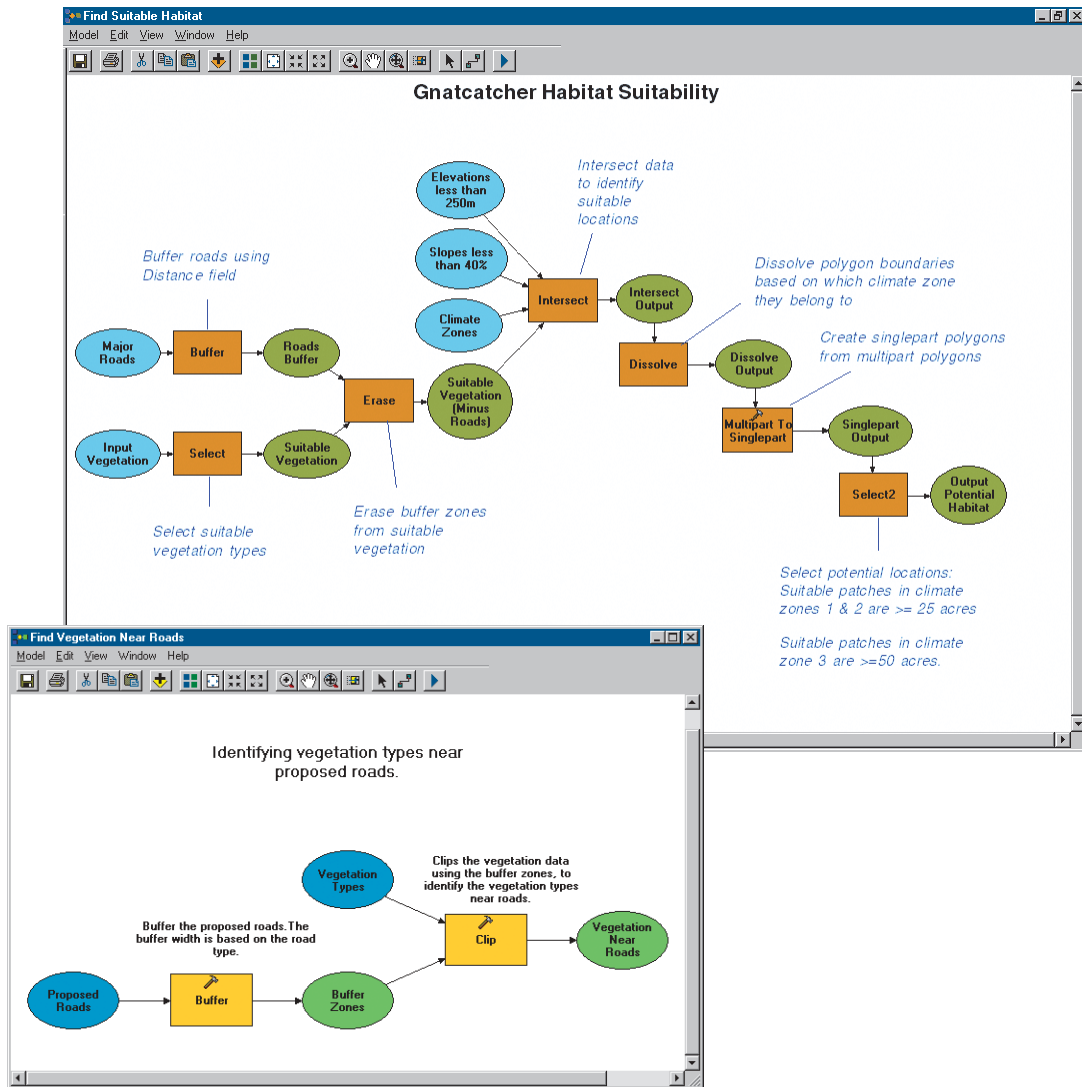 Find Suitable Habitat
Model Edit View Window Help
Gnatcatcher Habitat Suitability
Elevations
less than
250m
Intersect data
to identify
suitable
locations
Buffer roads using
Distance field
Slopes less
than 40%
Dissolve polygon boundaries
based on which climate zone
they belong to
Intersect
Intersect
Output
Climate
Zones
Major
Roads
Buffer
Roads
Buffer
Create singlepart polygons
from multipart polygons
Dissolve
Dissolve
Output
Erase
Suitable
Vegetation
(Minus
Roads)
Multipart To
Singlepart
Singlepart
Output
Input
Vegetation
Select
Suitable
Vegetation
Select2
Output
Potential
Habitat
Select suitable
vegetation types
Erase buffer zones
from suitable
vegetation
Select potential locations:
Suitable patches in climate
zones 1 & 2 are >= 25 acres
Suitable patches in climate
zone 3 are >=50 acres.
Find Vegetation Near Roads
Model Edit View Window Help
Identifying vegetation types near
proposed roads.
Vegetation
Types
Clips the vegetation data
using the buffer zones, to
identify the vegetation types
near roads.
Buffer the proposed roads.The
buffer width is based on the road
type.
Clip
Vegetation
Near
Roads
Proposed
Roads
Buffer
Buffer
Zones